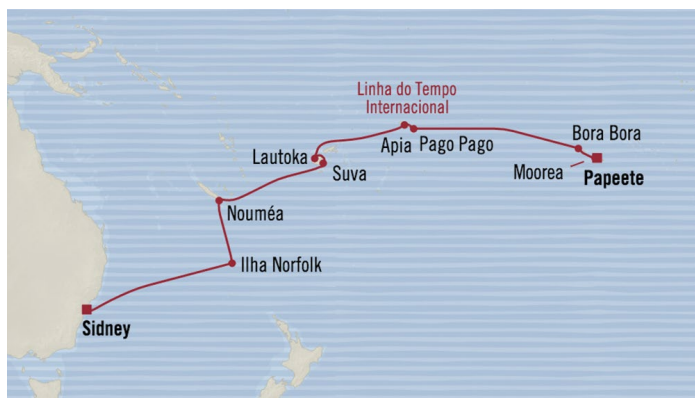 Linha do Tempo
Internacional
Bora Bora
Apia
Pago Pago
Lautoka
Moorea
Suva
Papeete
Nouméa
Ilha Norfolk
Sidney